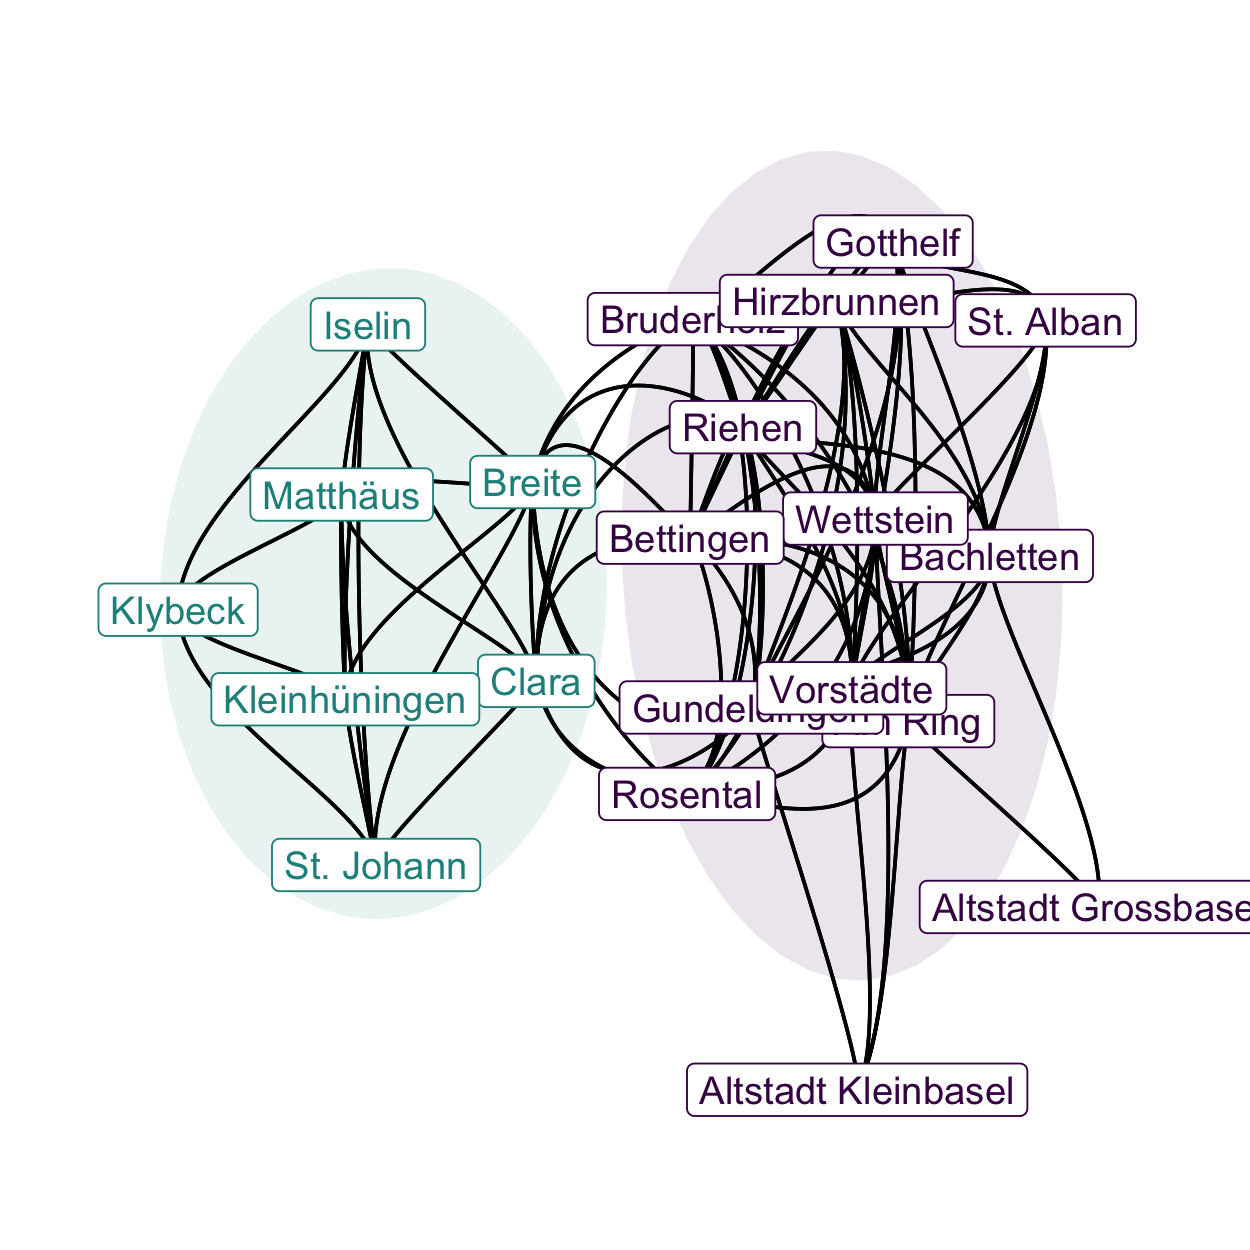 Gotthelf
Hirzbrunnen
Bruderholz
St. Alban
Iselin
Riehen
Matthäus
Breite
Wettstein
Bettingen
Bachletten
Klybeck
Clara
Vorstädte
Kleinhüningen
Gundeldingen
Am Ring
Rosental
St. Johann
Altstadt Grossbase
Altstadt Kleinbasel